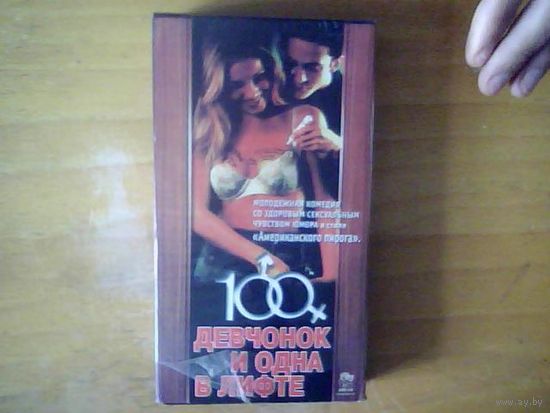 МОЛОДЕЖНАЯ КОМЕДИЯ
СО ЗДОРОВЫМ СЕКСУАЛЬНЫМ
ЧУВСТВОМ ЮМОРА в стиле
«Американского пирога».
100
ДЕВЧОНОК
И ОДНА
В ЛИФТЕ
www.ay.by